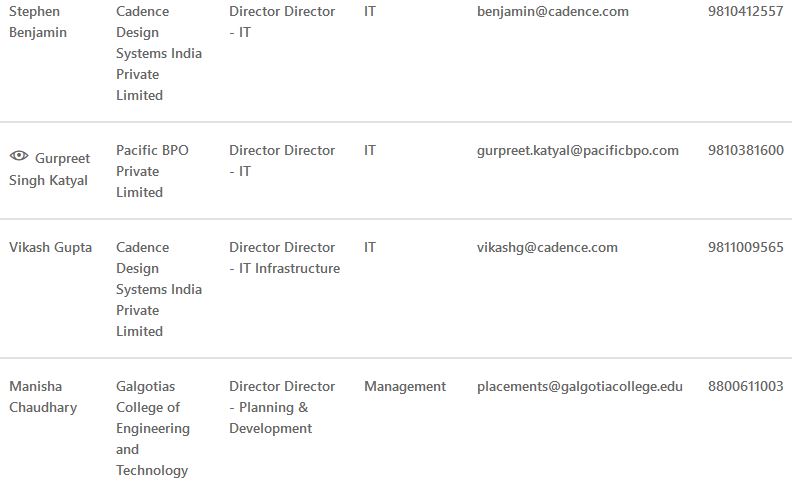 Stephen Cadence Director Director IT benjamin@cadence.com 9810412557
Benjamin Design - IT
Systems India
Private
Limited
Gurpreet Pacific BPO Director Director IT gurpreet.katyal@pacificbpo.com 9810381600
Singh Katyal Private - IT
Limited
Vikash Gupta Cadence Director Director IT vikashg@cadence.com 9811009565
Design - IT Infrastructure
Systems India
Private
Limited
Manisha Galgotias Director Director Management placements@galgotiacollege.edu 8800611003
Chaudhary College of - Planning &
Engineering Development
and
Technology